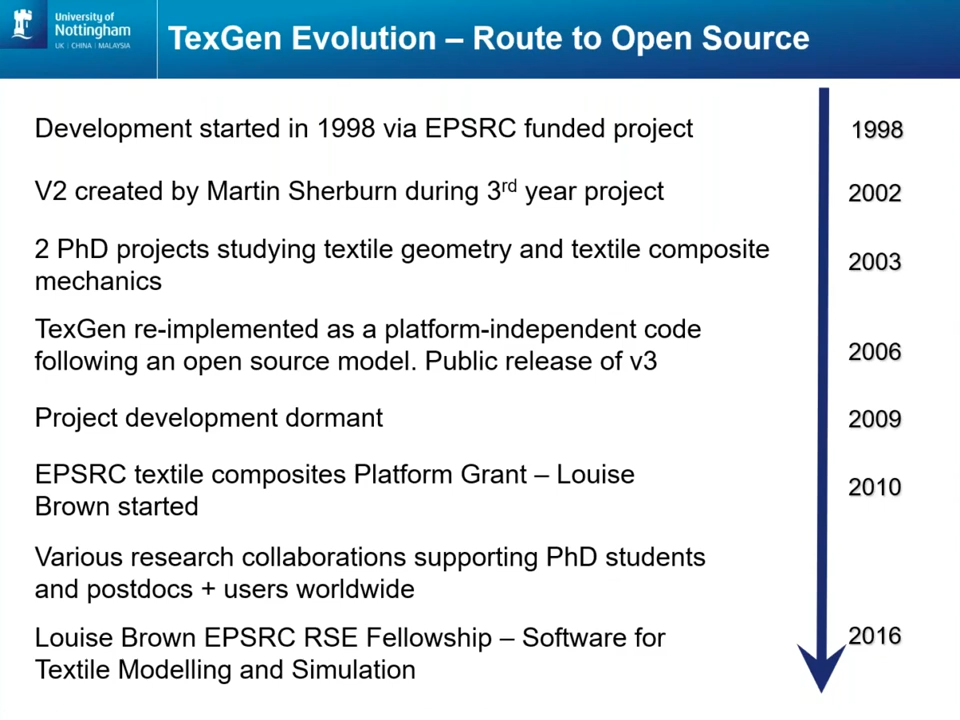 University of
Nottingham
UK | CHINA | MALAYSIA
TexGen Evolution – Route to Open Source
Development started in 1998 via EPSRC funded project
1998
V2 created by Martin Sherburn during 3rd year project
2002
2 PhD projects studying textile geometry and textile composite
mechanics
2003
TexGen re-implemented as a platform-independent code
following an open source model. Public release of v3
2006
Project development dormant
2009
EPSRC textile composites Platform Grant – Louise
Brown started
2010
Various research collaborations supporting PhD students
and postdocs + users worldwide
Louise Brown EPSRC RSE Fellowship – Software for
Textile Modelling and Simulation
2016